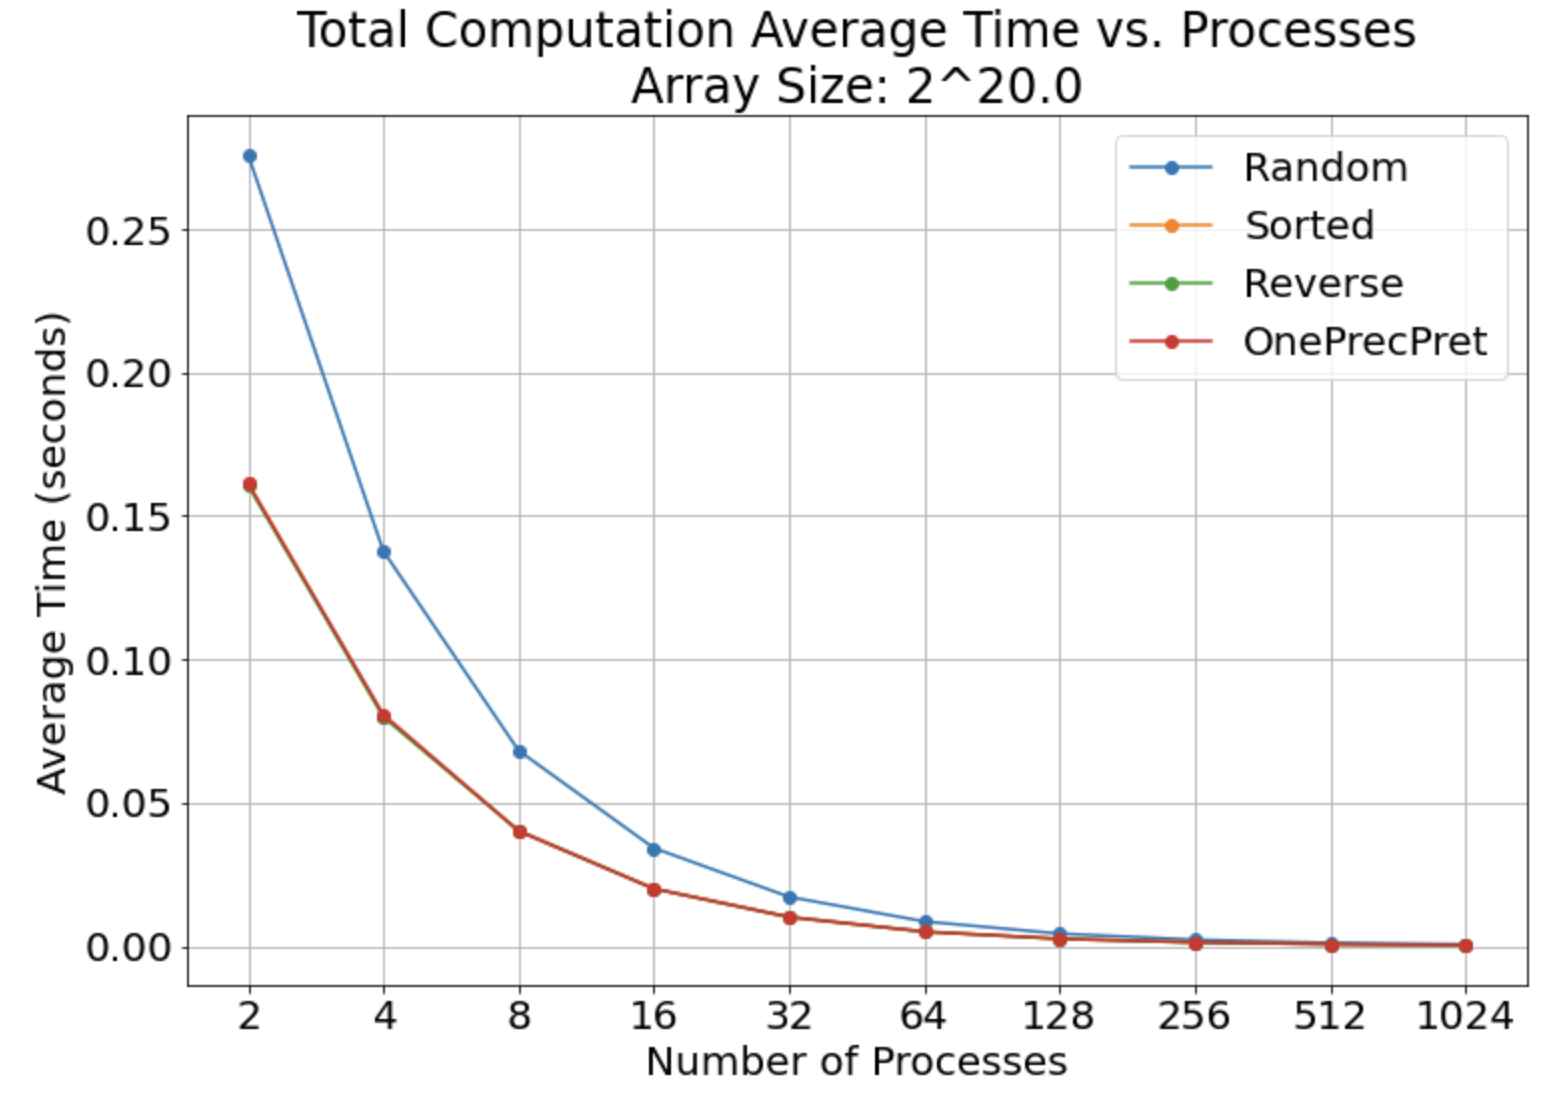 Total Computation Average Time vs. Processes
Array Size: 2^20.0
Random
Sorted
Reverse
OnePrecPret
Average Time (seconds)
0.25
0.20
0.15
0.10
0.05
0.00
2 4 8 16 32 64 128 256 512 1024
Number of Processes